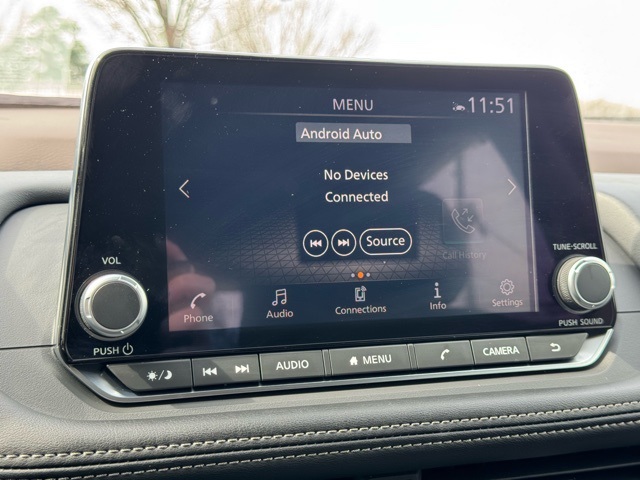 MENU
11:51
Android Auto
No Devices
Connected
Source
Call History
Phone
Audio
Connections
Info
Settings
VOL
PUSH
TUNE·SCROLL
PUSH SOUND
AUDIO
MENU
CAMERA